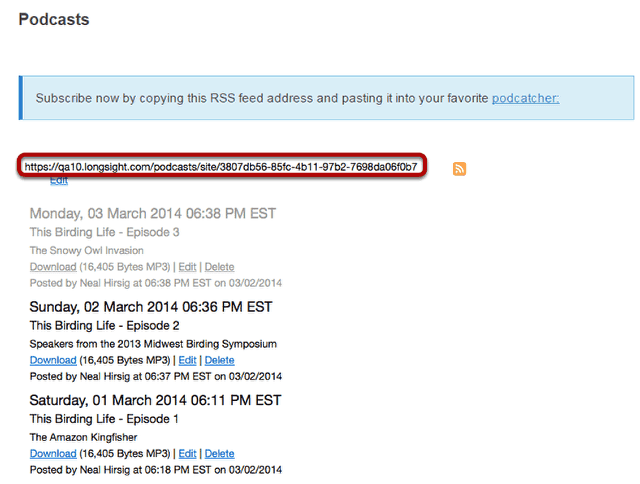 Podcasts
Subscribe now by copying this RSS feed address and pasting it into your favorite podcatcher:
https://qa10.longsight.com/podcasts/site/3807db56-85fc-4b11-97b2-7698da06f0b7
Edit
Monday, 03 March 2014 06:38 PM EST
This Birding Life - Episode 3
The Snowy Owl Invasion
Download (16,405 Bytes MP3) | Edit | Delete
Posted by Neal Hirsig at 06:38 PM EST on 03/02/2014
Sunday, 02 March 2014 06:36 PM EST
This Birding Life - Episode 2
Speakers from the 2013 Midwest Birding Symposium
Download (16,405 Bytes MP3) | Edit | Delete
Posted by Neal Hirsig at 06:37 PM EST on 03/02/2014
Saturday, 01 March 2014 06:11 PM EST
This Birding Life - Episode 1
The Amazon Kingfisher
Download (16,405 Bytes MP3) | Edit | Delete
Posted by Neal Hirsig at 06:18 PM EST on 03/02/2014